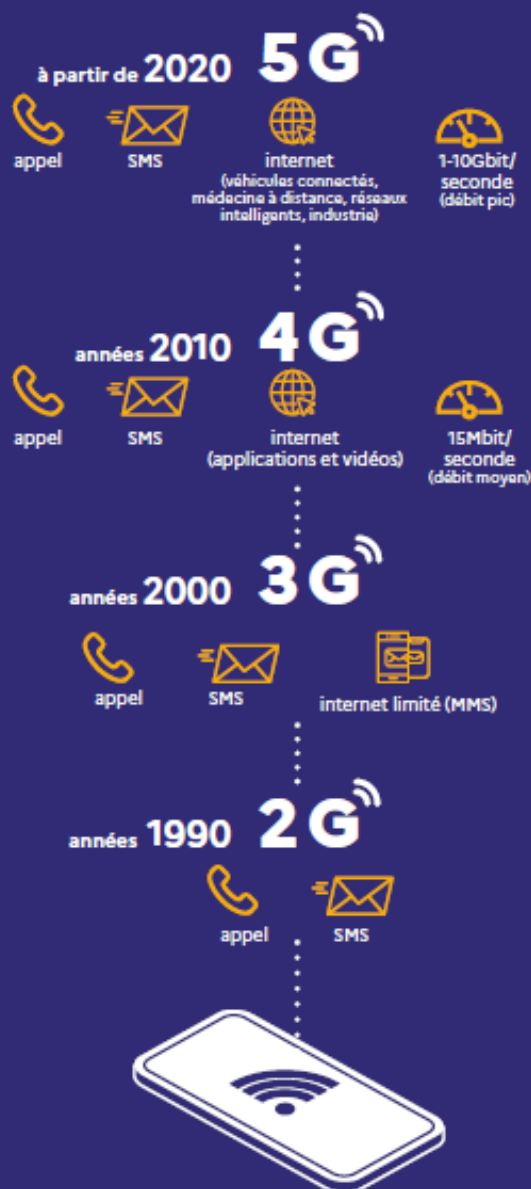 à partir de 2020 5G
appel SMS internet 1-10Gbit/
(véhicules connectés, seconde
médecine à distance, réseaux (débit pic)
intelligents, industrie)
années 2010 4G
appel SMS internet 15Mbit/
(applications et vidéos) seconde
(débit moyen)
années 2000 3G
appel SMS internet limité (MMS)
années 1990 2G
appel SMS